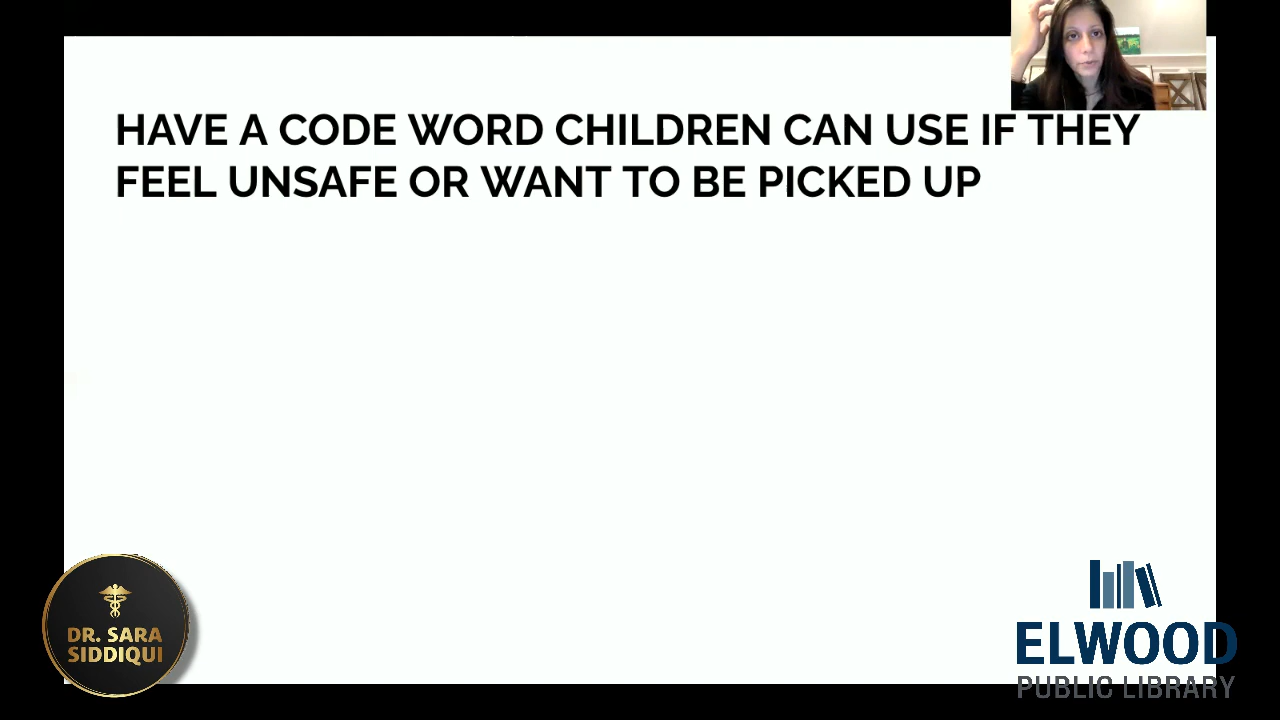 HAVE A CODE WORD CHILDREN CAN USE IF THEY
FEEL UNSAFE OR WANT TO BE PICKED UP
DR. SARA
SIDDIQUI
ELWOOD
PUBLIC LIBRARY